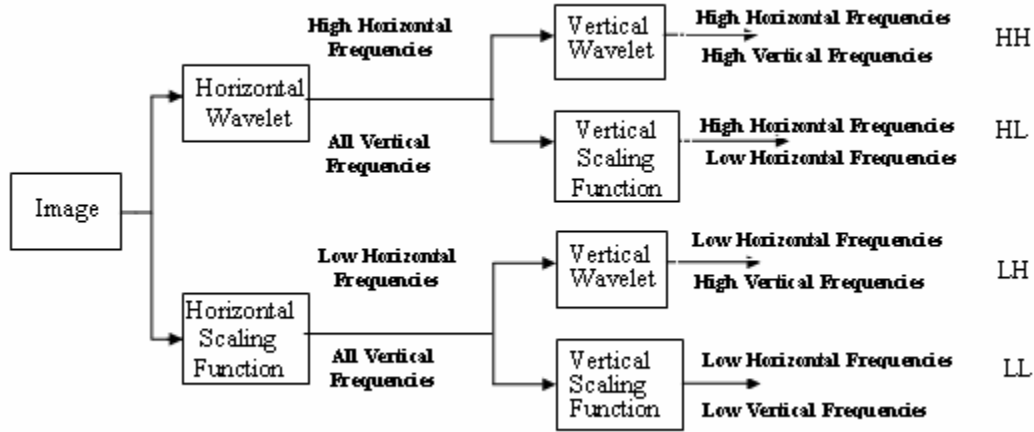 High Horizontal
Frequencies
Vertical
Wavelet
High Horizontal Frequencies
High Vertical Frequencies
HH
Horizontal
Wavelet
All Vertical
Frequencies
Vertical
Scaling
Function
High Horizontal Frequencies
Low Horizontal Frequencies
HL
Image
Low Horizontal
Frequencies
Vertical
Wavelet
Low Horizontal Frequencies
High Vertical Frequencies
LH
Horizontal
Scaling
Function
All Vertical
Frequencies
Vertical
Scaling
Function
Low Horizontal Frequencies
Low Vertical Frequencies
LL